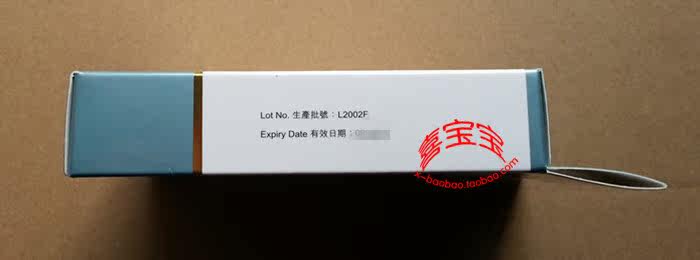 Lot No. 生產批號：L2002F
Expiry Date 有效日期：0
喜宝宝
x-baobao.taobao.com